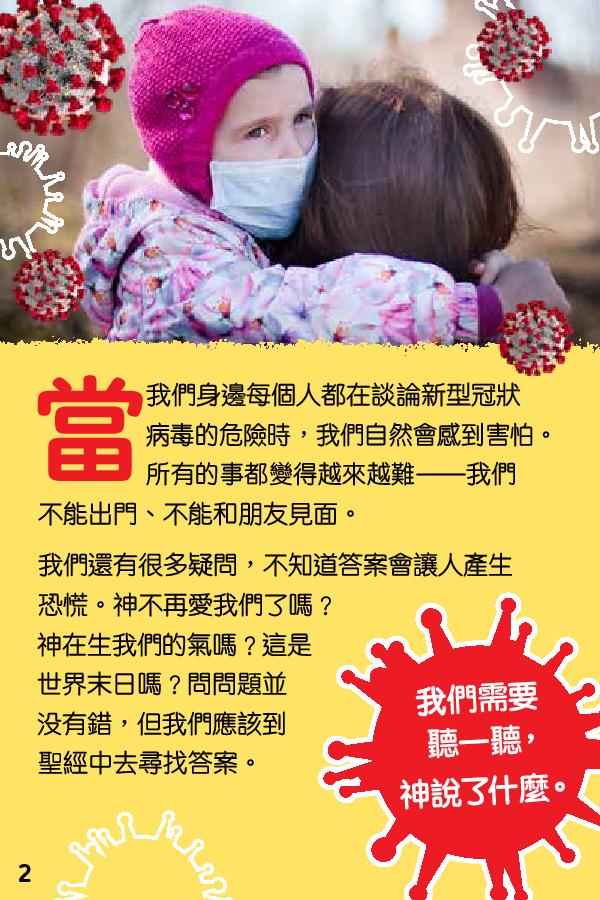 當我們身邊每個人都在談論新型冠狀
病毒的危險時，我們自然會感到害怕。
所有的事都變得越來越難——我們
不能出門、不能和朋友見面。
我們還有很多疑問，不知道答案會讓人產生
恐慌。神不再愛我們了嗎？
神在生我們的氣嗎？這是
世界末日嗎？問問題並
沒有錯，但我們應該到
聖經中去尋找答案。
我們需要
聽一聽，
神說了什麼。
2